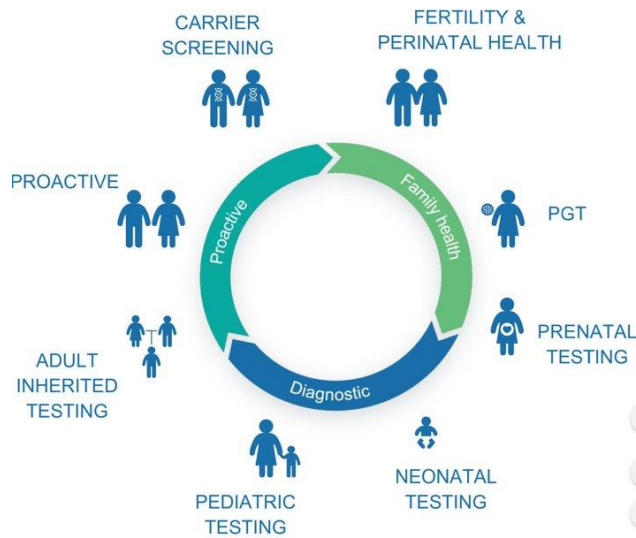 CARRIER
SCREENING
FERTILITY &
PERINATAL HEALTH
PROACTIVE
Proactive
Family health
PGT
PRENATAL
TESTING
ADULT
INHERITED
TESTING
Diagnostic
PEDIATRIC
TESTING
NEONATAL
TESTING